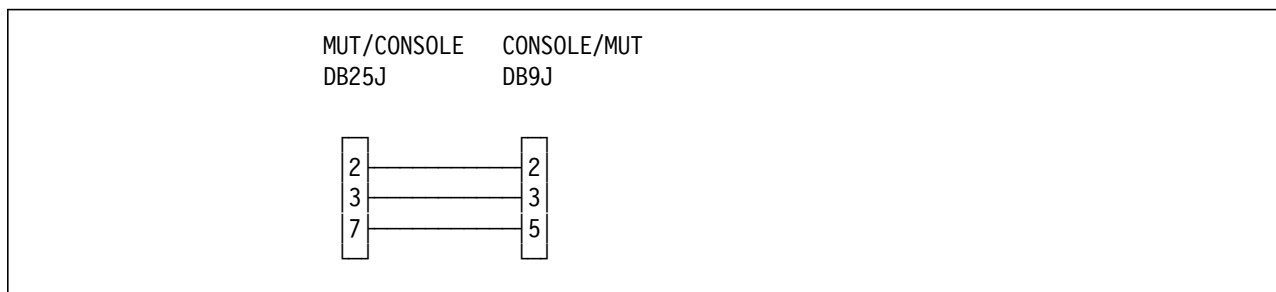 MUT/CONSOLE CONSOLE/MUT
DB25J DB9J
2 2
3 3
7 5